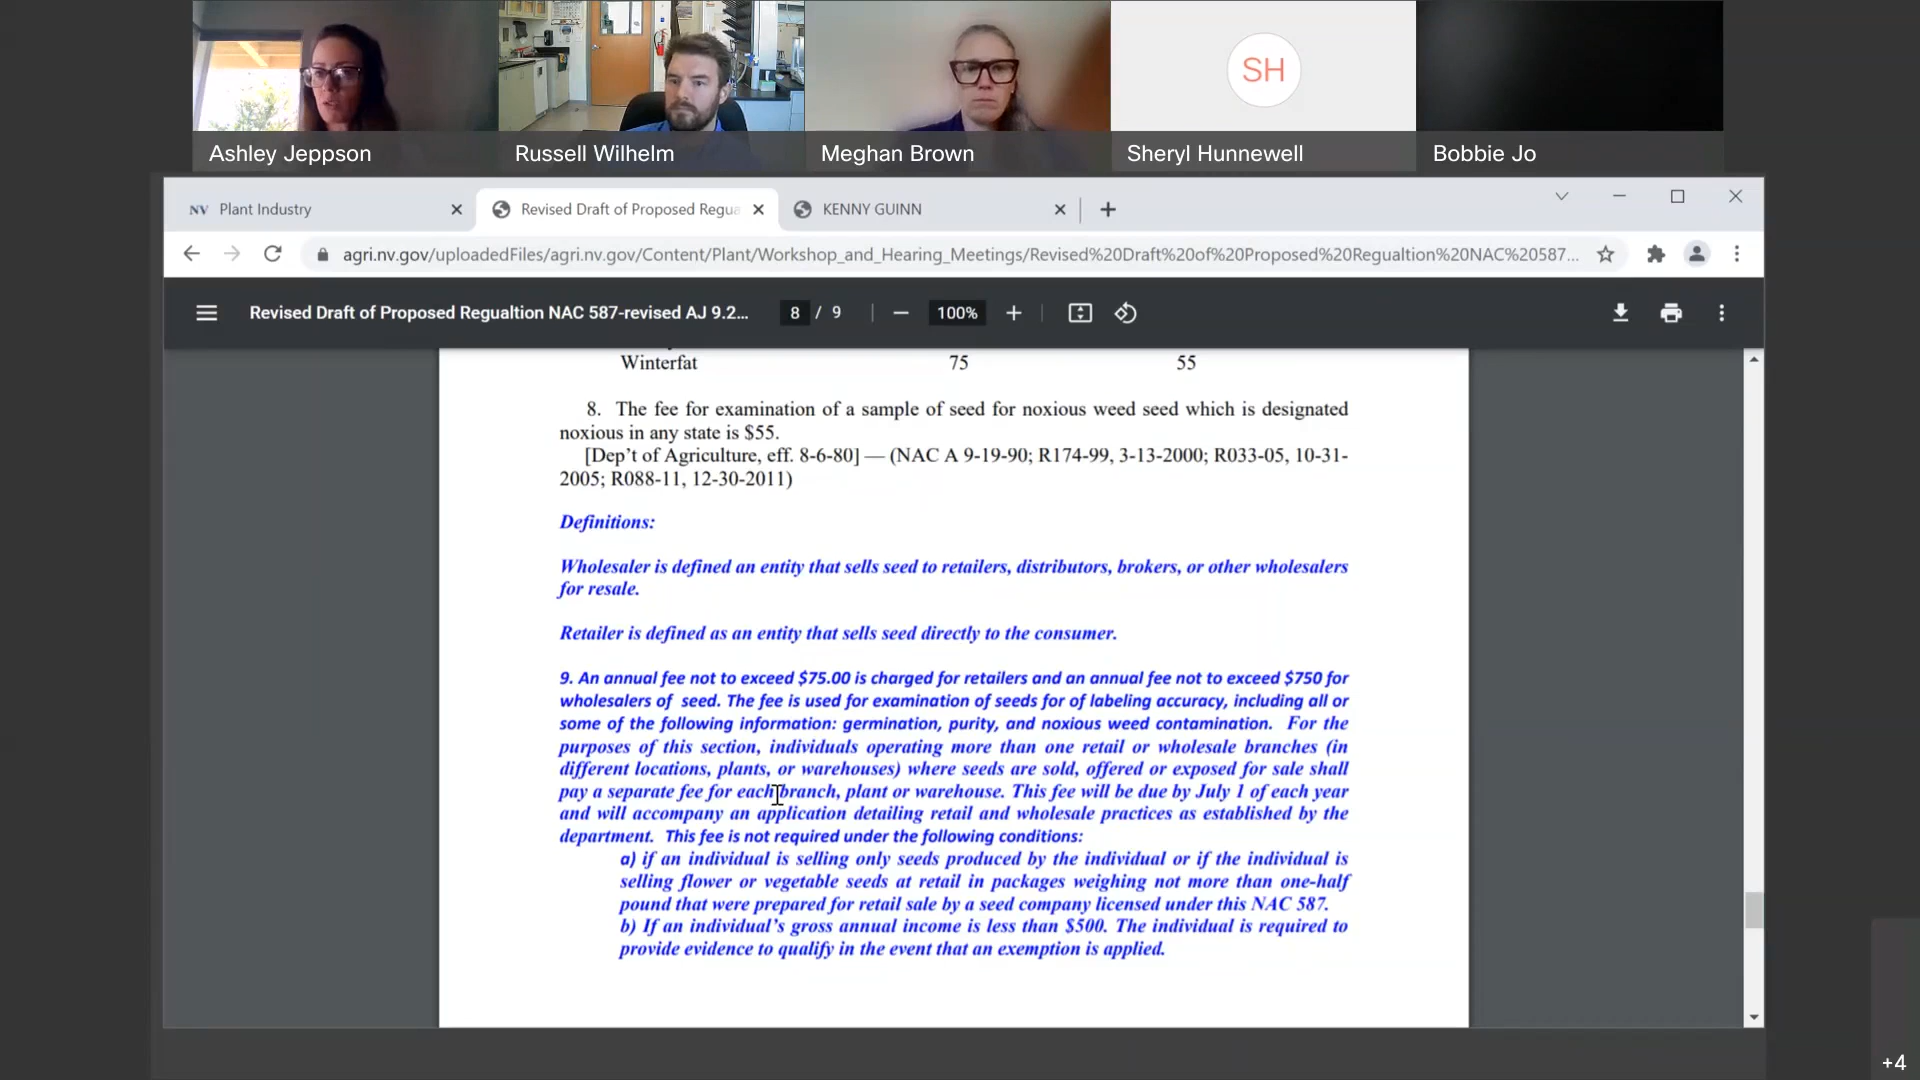 Ashley Jeppson
Russell Wilhelm
Meghan Brown
SH
Sheryl Hunnewell
Bobbie Jo
NV Plant Industry
Revised Draft of Proposed Regua
KENNY GUINN
agri.nv.gov/uploadedFiles/agri.nv.gov/Content/Plant/Workshop_and_Hearing_Meetings/Revised%20Draft%20of%20Proposed%20Regualtion%20NAC%20587...
Revised Draft of Proposed Regualtion NAC 587-revised AJ 9.2... 8 / 9 100%
Winterfat 75 55
8. The fee for examination of a sample of seed for noxious weed seed which is designated
noxious in any state is $55.
[Dep’t of Agriculture, eff. 8-6-80] — (NAC A 9-19-90; R174-99, 3-13-2000; R033-05, 10-31-
2005; R088-11, 12-30-2011)
Definitions:
Wholesaler is defined an entity that sells seed to retailers, distributors, brokers, or other wholesalers
for resale.
Retailer is defined as an entity that sells seed directly to the consumer.
9. An annual fee not to exceed $75.00 is charged for retailers and an annual fee not to exceed $750 for
wholesalers of seed. The fee is used for examination of seeds for of labeling accuracy, including all or
some of the following information: germination, purity, and noxious weed contamination. For the
purposes of this section, individuals operating more than one retail or wholesale branches (in
different locations, plants, or warehouses) where seeds are sold, offered or exposed for sale shall
pay a separate fee for each branch, plant or warehouse. This fee will be due by July 1 of each year
and will accompany an application detailing retail and wholesale practices as established by the
department. This fee is not required under the following conditions:
a) if an individual is selling only seeds produced by the individual or if the individual is
selling flower or vegetable seeds at retail in packages weighing not more than one-half
pound that were prepared for retail sale by a seed company licensed under this NAC 587.
b) If an individual’s gross annual income is less than $500. The individual is required to
provide evidence to qualify in the event that an exemption is applied.
+4